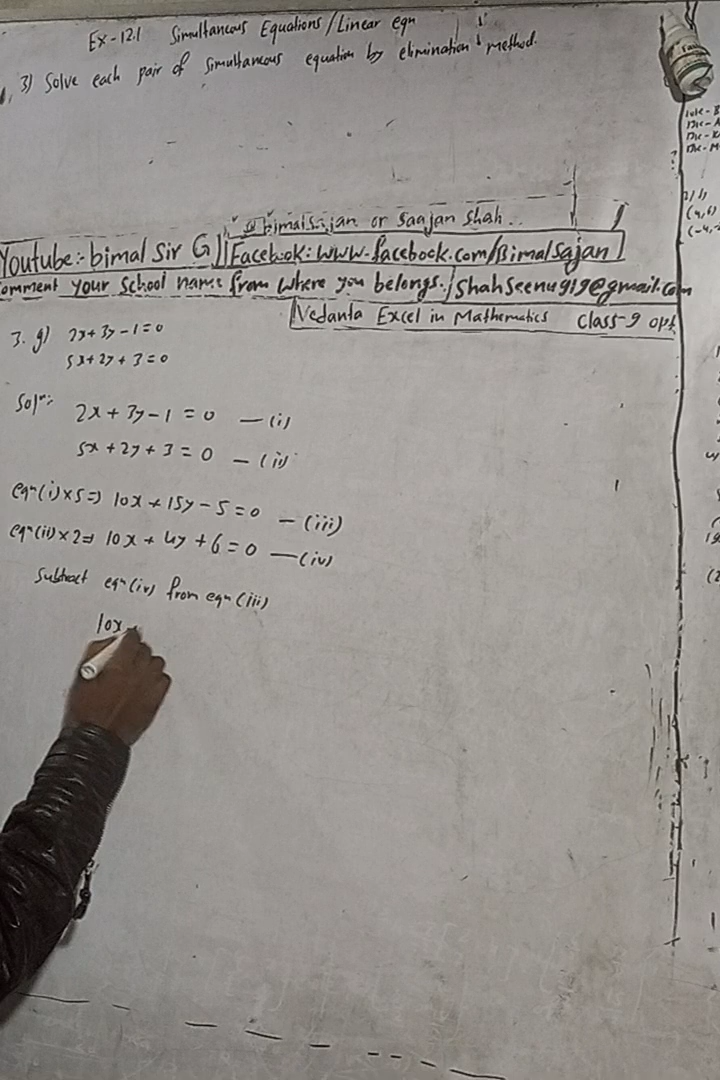 Ex-12.1 Simultaneous Equations/Linear eqn
3) Solve each pair of simultaneous equation by elimination method.
bimalsajan or saajan shah..
Youtube:- bimal Sir G || Facebook: www.facebook.com/Bimalsajan
omment your School name from where you belongs. / shahseenu919@gmail.com
Vedanta Excel in Mathematics Class-9 opt
3. g) 2x+3y-1=0
5x+2y+3=0
Solⁿ:
2x+3y-1=0 —(i)
5x+2y+3=0 —(ii)
eqⁿ(i)×5=> 10x+15y-5=0 —(iii)
eqⁿ(ii)×2=> 10x+4y+6=0 —(iv)
Subtract eqⁿ(iv) from eqⁿ(iii)
10x
(4,6)